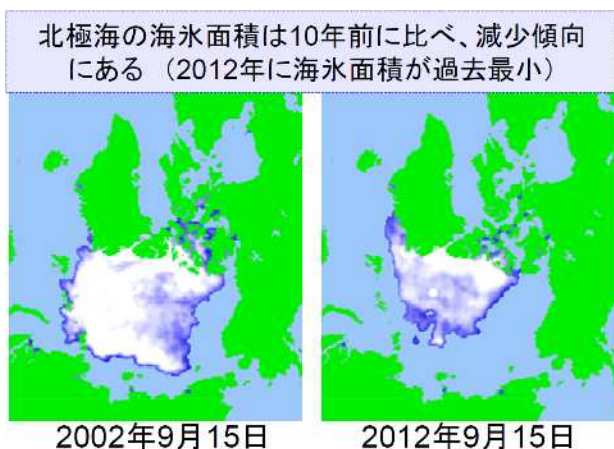 北極海の海氷面積は10年前に比べ、減少傾向
にある （2012年に海氷面積が過去最小）
2002年9月15日
2012年9月15日